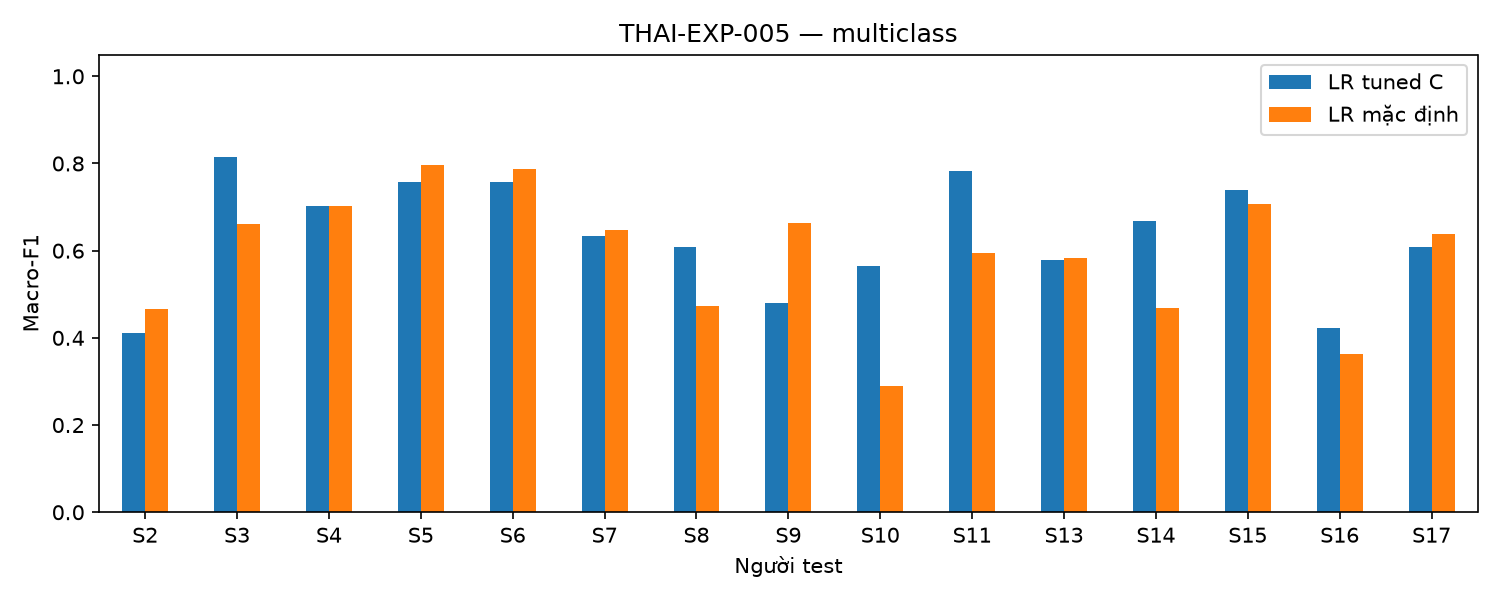 THAI-EXP-005 — multiclass
LR tuned C
LR mặc định
Macro-F1
1.0
0.8
0.6
0.4
0.2
0.0
S2 S3 S4 S5 S6 S7 S8 S9 S10 S11 S13 S14 S15 S16 S17
Người test